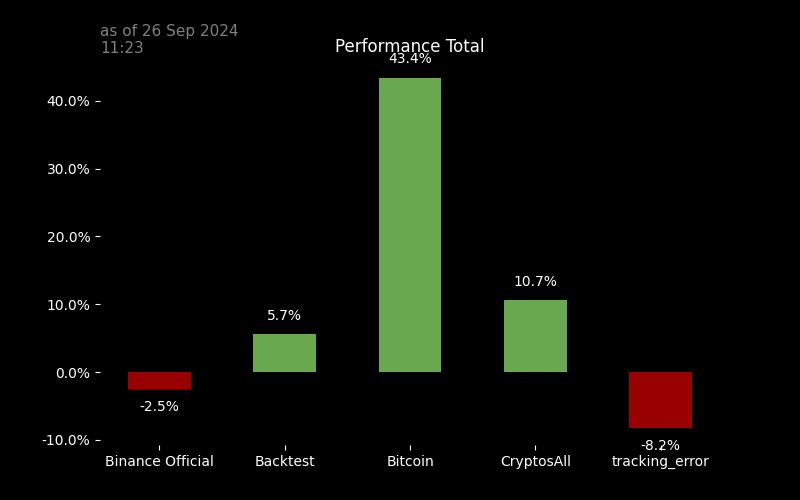 as of 26 Sep 2024
11:23
Performance Total
43.4%
40.0%
30.0%
20.0%
10.7%
10.0%
5.7%
0.0%
-2.5%
-10.0%
-8.2%
Binance Official
Backtest
Bitcoin
CryptosAll
tracking_error